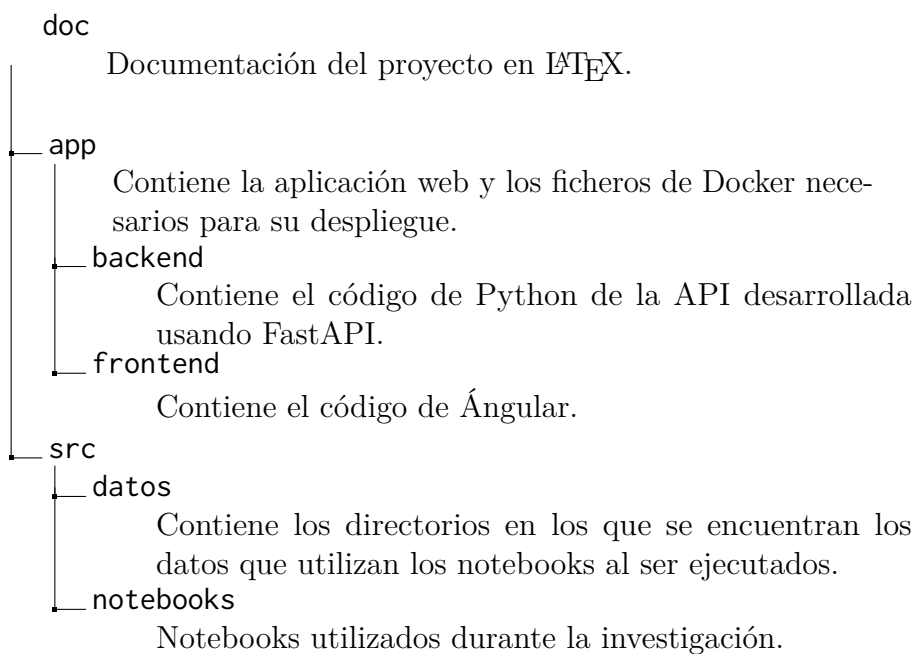 doc
Documentación del proyecto en LATEX.
app
Contiene la aplicación web y los ficheros de Docker nece-
sarios para su despliegue.
backend
Contiene el código de Python de la API desarrollada
usando FastAPI.
frontend
Contiene el código de Ángular.
src
datos
Contiene los directorios en los que se encuentran los
datos que utilizan los notebooks al ser ejecutados.
notebooks
Notebooks utilizados durante la investigación.